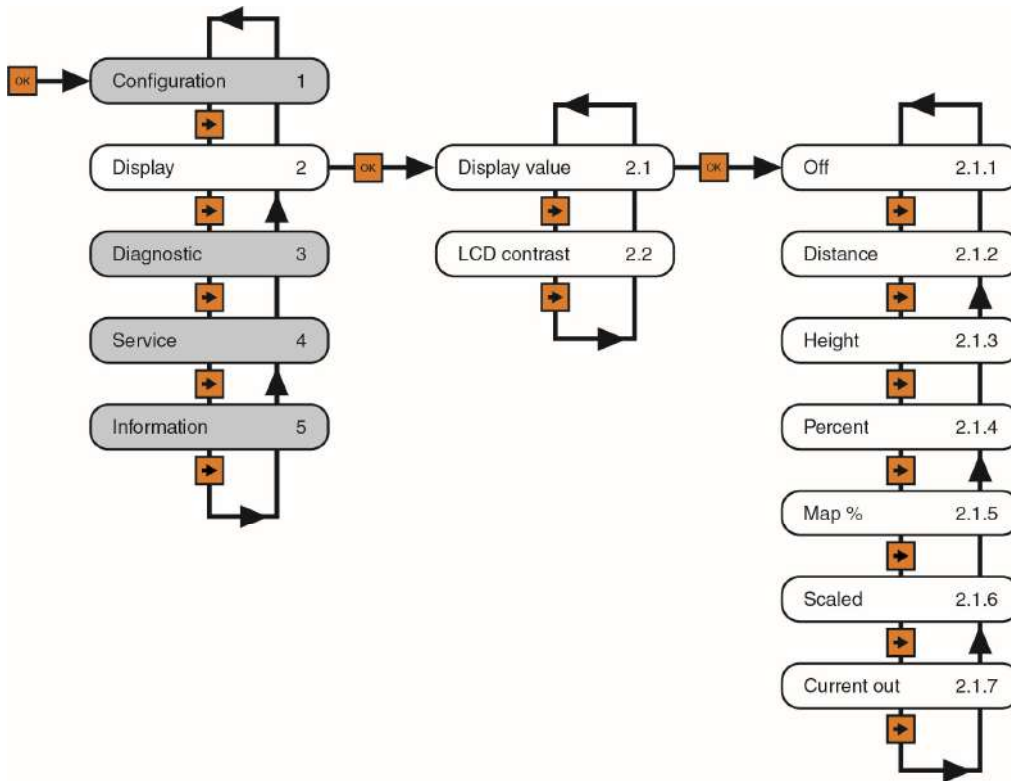 OK
Configuration 1
Display 2
OK
Display value 2.1
OK
Off 2.1.1
Diagnostic 3
LCD contrast 2.2
Distance 2.1.2
Service 4
Height 2.1.3
Information 5
Percent 2.1.4
Map % 2.1.5
Scaled 2.1.6
Current out 2.1.7